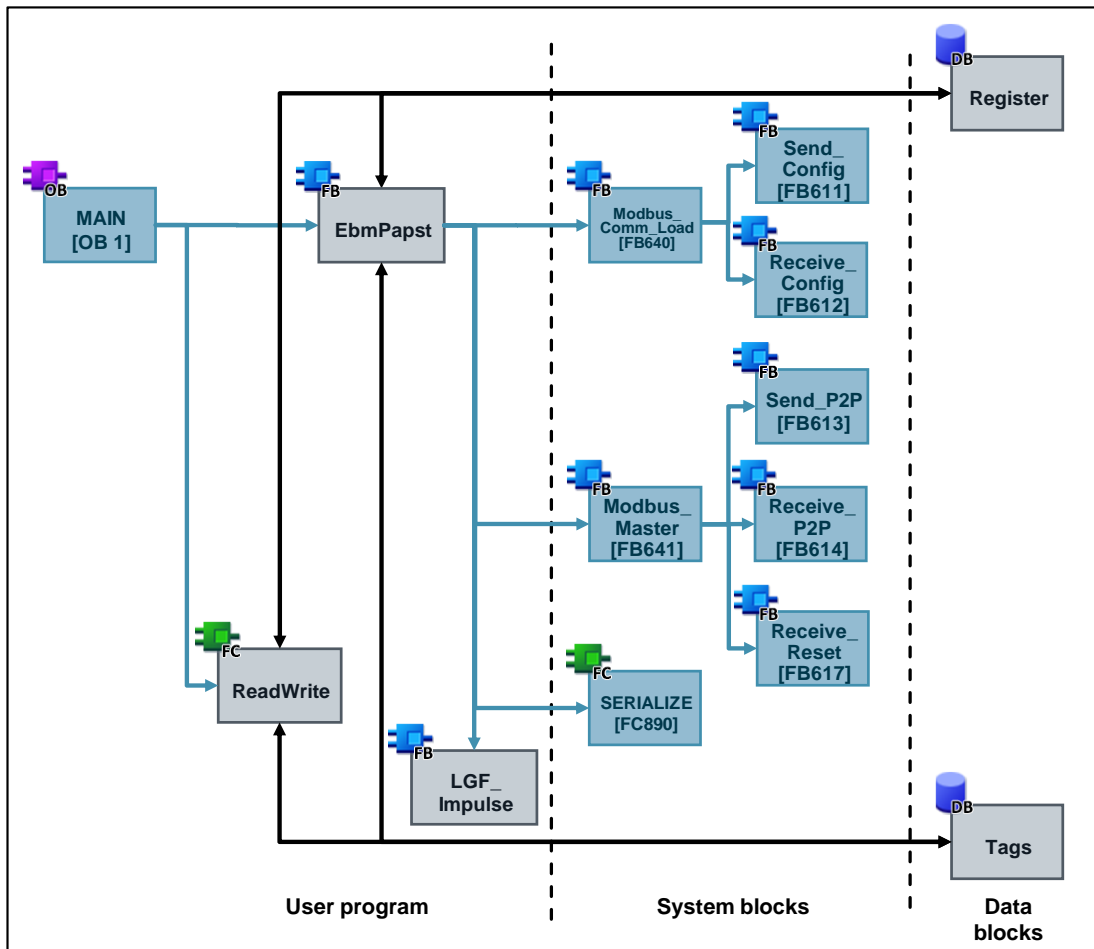 DB
Register
FB
Send_
Config
[FB611]
OB
MAIN
[OB 1]
FB
EbmPapst
FB
Modbus_
Comm_Load
[FB640]
FB
Receive_
Config
[FB612]
FB
Send_P2P
[FB613]
FB
Modbus_
Master
[FB641]
FB
Receive_
P2P
[FB614]
FB
Receive_
Reset
[FB617]
FC
ReadWrite
FC
SERIALIZE
[FC890]
FB
LGF_
Impulse
DB
Tags
User program
System blocks
Data
blocks